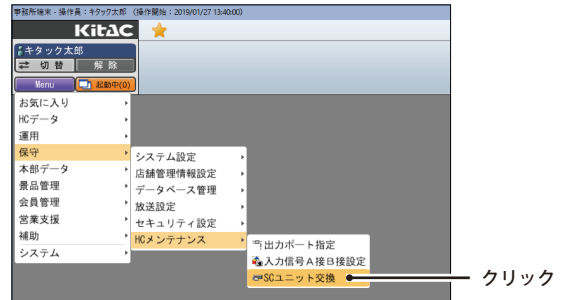 事務所端末 - 操作員：キタック太郎 (操作開始：2019/01/27 13:40:00)
KitAC
キタック太郎
切替 解除
Menu 起動中(0)
お気に入り
HCデータ
運用
保守
本部データ
景品管理
会員管理
営業支援
補助
システム
システム設定
店舗管理情報設定
データベース管理
放送設定
セキュリティ設定
HCメンテナンス
出力ポート指定
入力信号A接B接設定
SCユニット交換
クリック